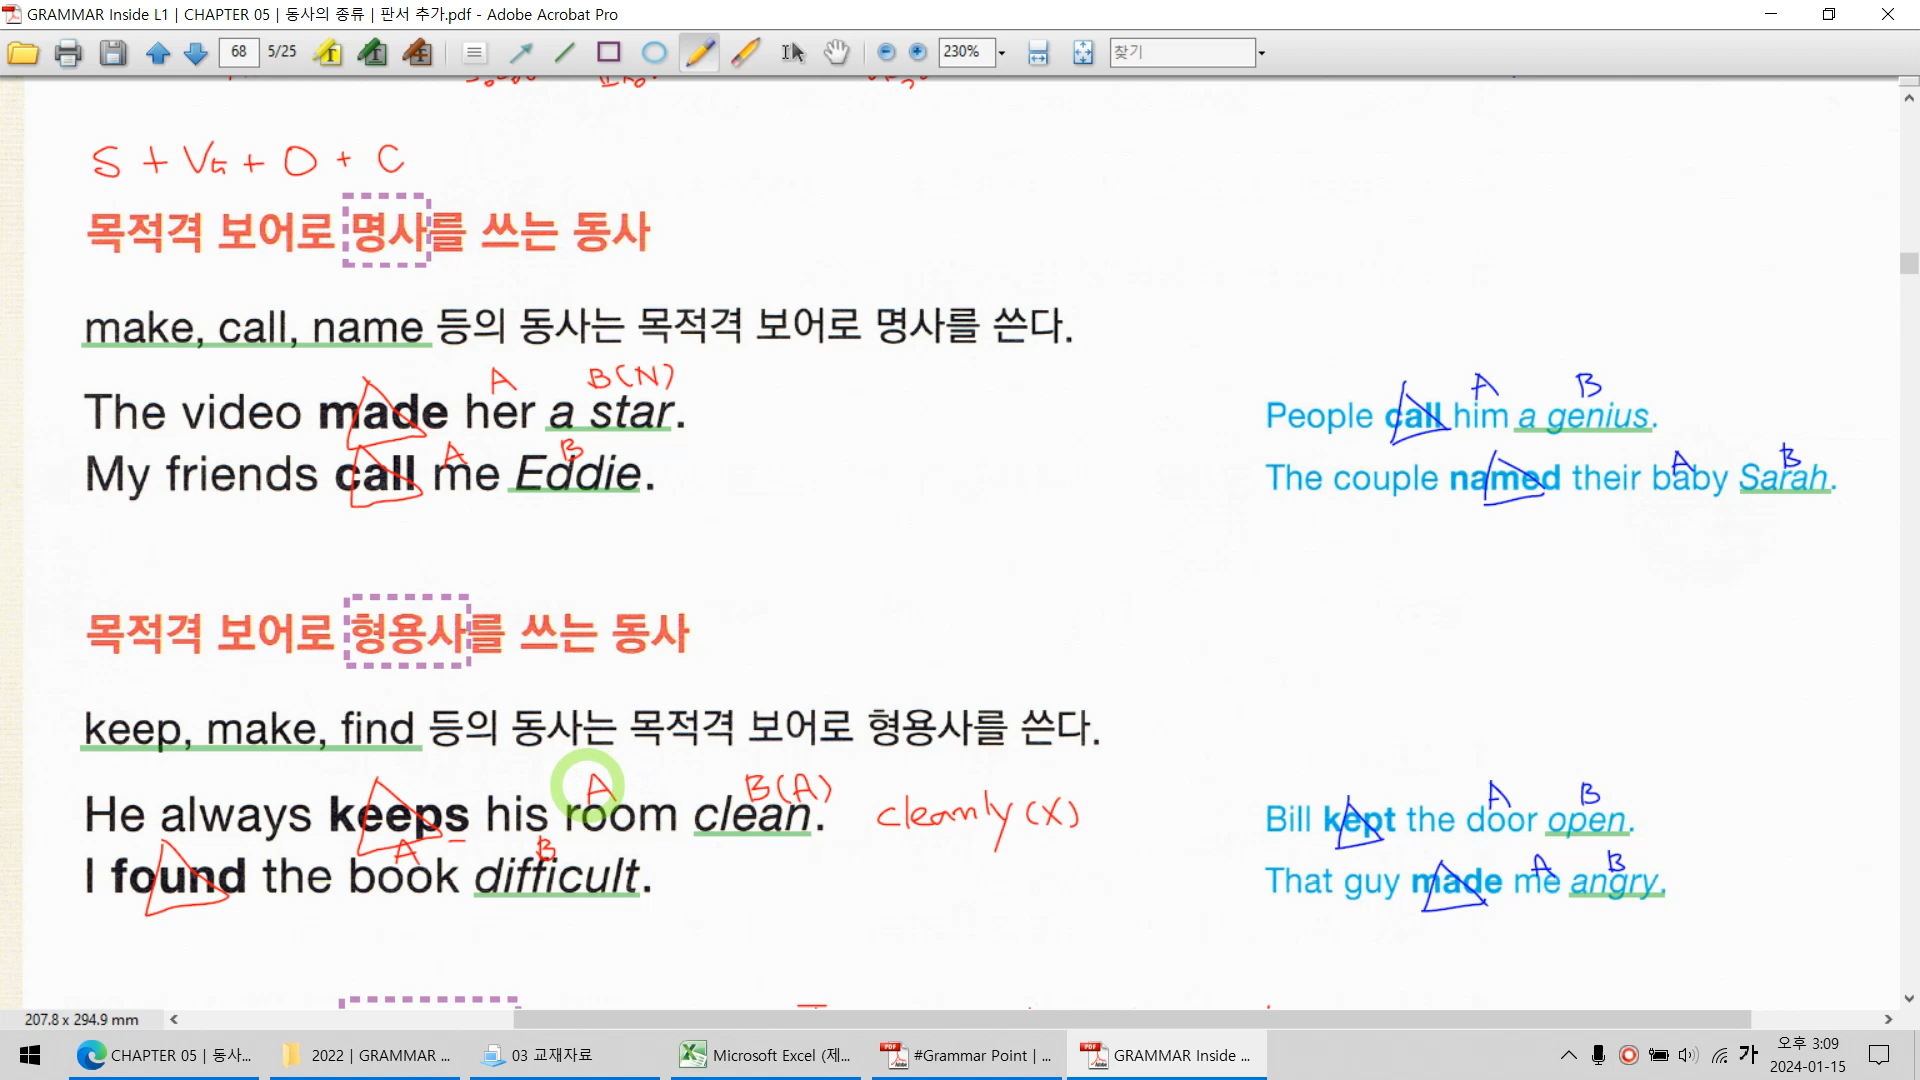 GRAMMAR Inside L1 | CHAPTER 05 | 동사의 종류 | 판서 추가.pdf - Adobe Acrobat Pro
68 5/25 230% 찾기
S + V5 + O + C
목적격 보어로 명사를 쓰는 동사
make, call, name 등의 동사는 목적격 보어로 명사를 쓴다.
A B(N)
The video made her a star.
A B
My friends call me Eddie.
A B
People call him a genius.
A B
The couple named their baby Sarah.
목적격 보어로 형용사를 쓰는 동사
keep, make, find 등의 동사는 목적격 보어로 형용사를 쓴다.
A B(A)
He always keeps his room clean. cleanly (X)
A B
I found the book difficult.
A B
Bill kept the door open.
A B
That guy made me angry.
207.8 x 294.9 mm
CHAPTER 05 | 동사... 2022 | GRAMMAR ... 03 교재자료 Microsoft Excel (제... #Grammar Point | ... GRAMMAR Inside ... 가 오후 3:09
2024-01-15